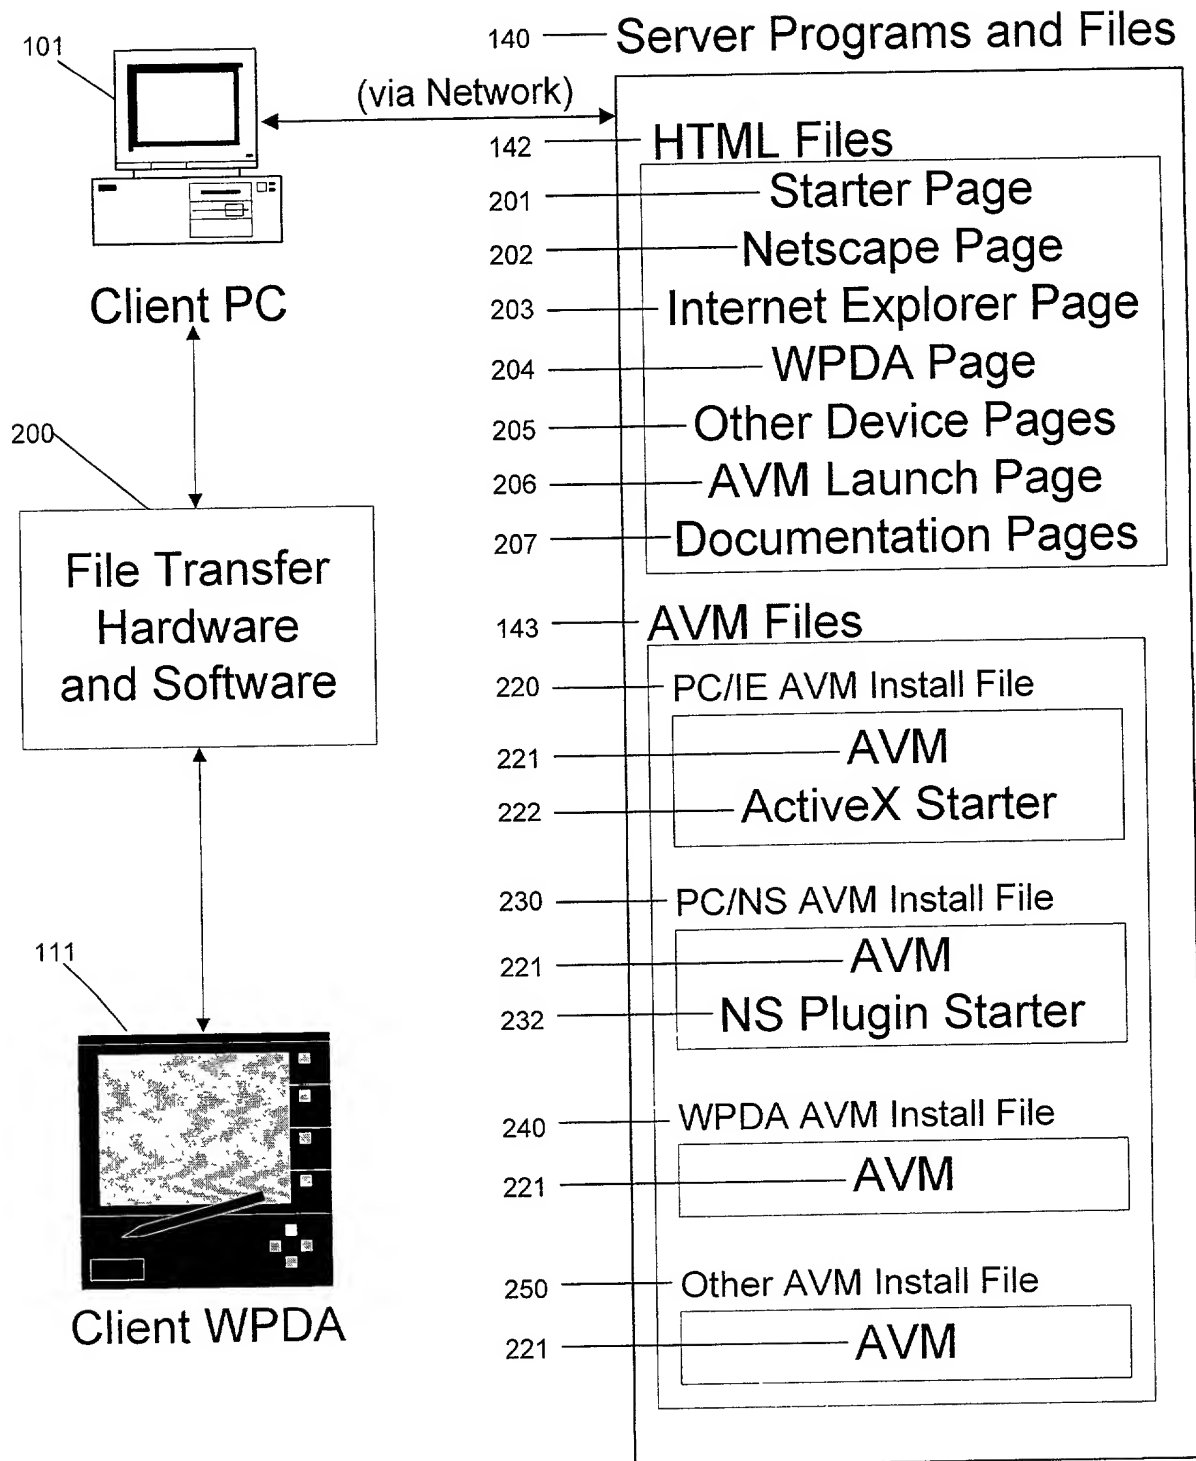 101
Client PC
(via Network)
200
File Transfer
Hardware
and Software
111
Client WPDA
140 Server Programs and Files
142 HTML Files
201 Starter Page
202 Netscape Page
203 Internet Explorer Page
204 WPDA Page
205 Other Device Pages
206 AVM Launch Page
207 Documentation Pages
143 AVM Files
220 PC/IE AVM Install File
221 AVM
222 ActiveX Starter
230 PC/NS AVM Install File
221 AVM
232 NS Plugin Starter
240 WPDA AVM Install File
221 AVM
250 Other AVM Install File
221 AVM